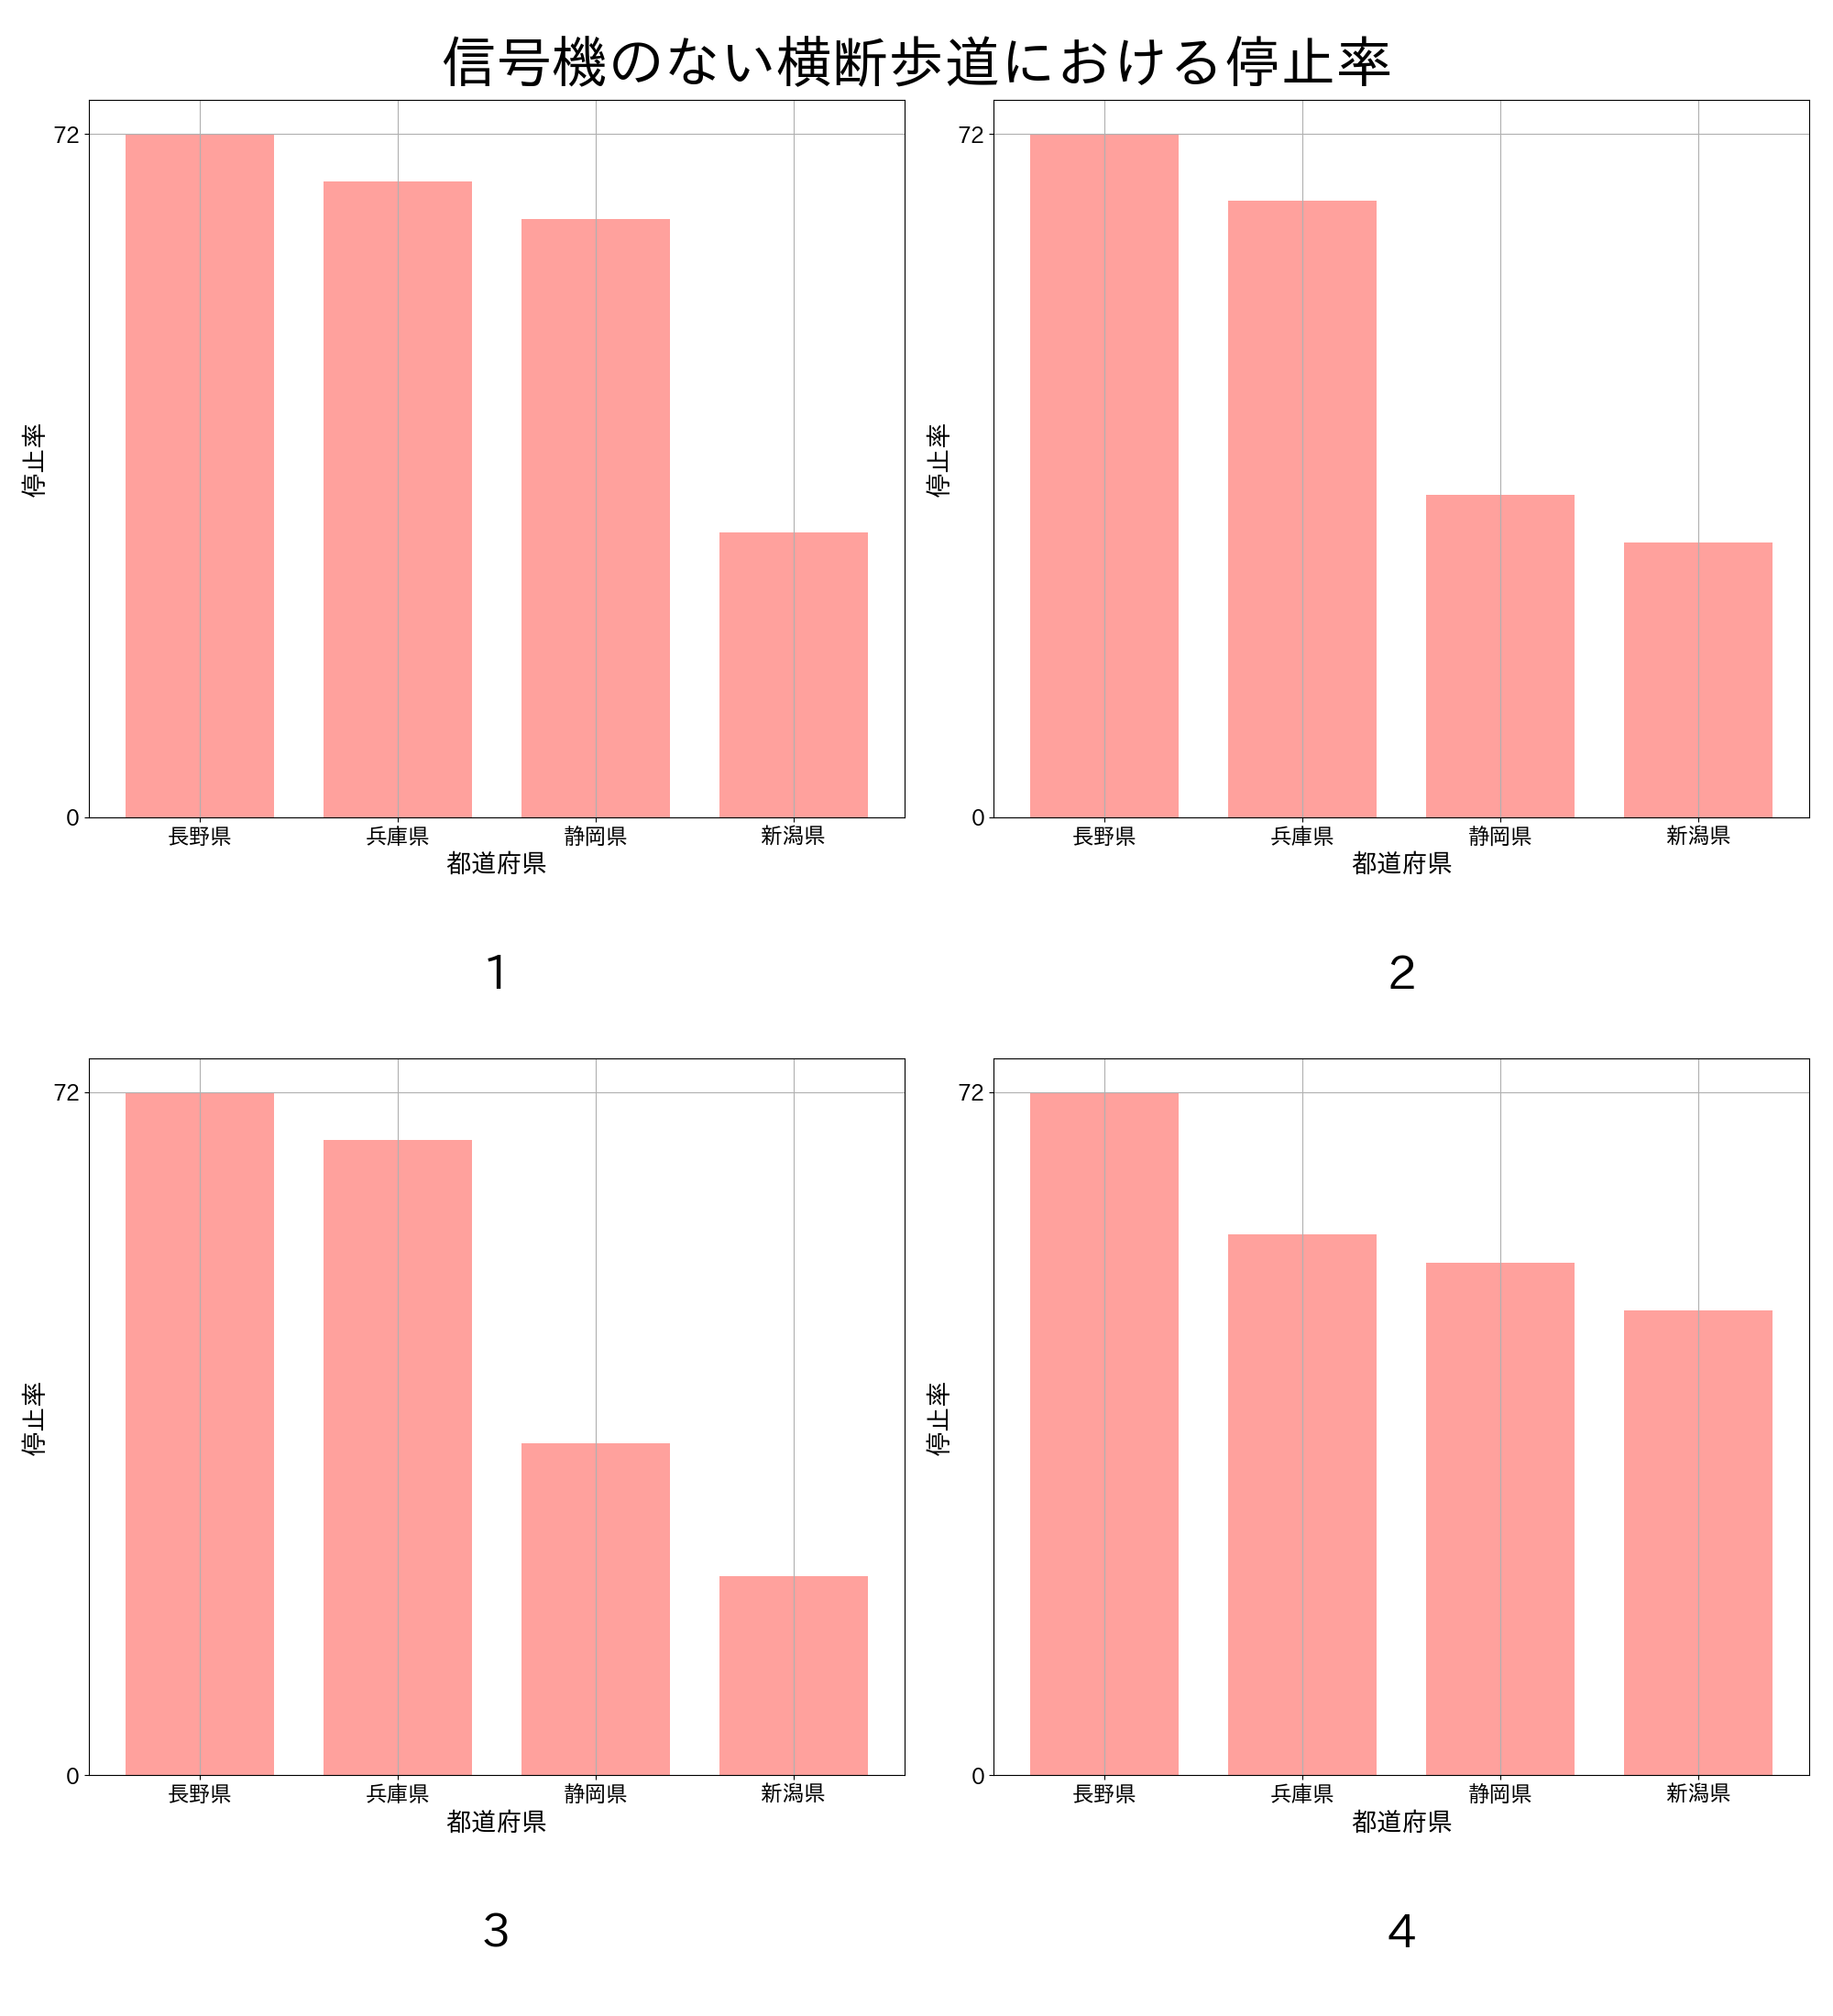 信号機のない横断歩道における停止率
72
停止率
0
長野県 兵庫県 静岡県 新潟県
都道府県
1
72
停止率
0
長野県 兵庫県 静岡県 新潟県
都道府県
2
72
停止率
0
長野県 兵庫県 静岡県 新潟県
都道府県
3
72
停止率
0
長野県 兵庫県 静岡県 新潟県
都道府県
4